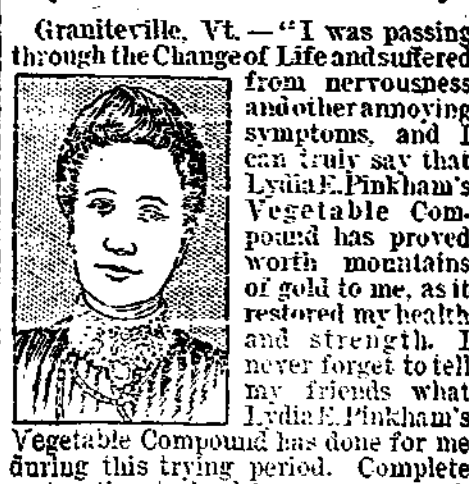 Graniteville, Vt. — "I was passing
through the Change of Life and suffered
from nervousness
and other annoying
symptoms, and I
can truly say that
Lydia E. Pinkham's
Vegetable Com-
pound has proved
worth mountains
of gold to me, as it
restored my health
and strength. I
never forget to tell
my friends what
Lydia E. Pinkham's
Vegetable Compound has done for me
during this trying period. Complete